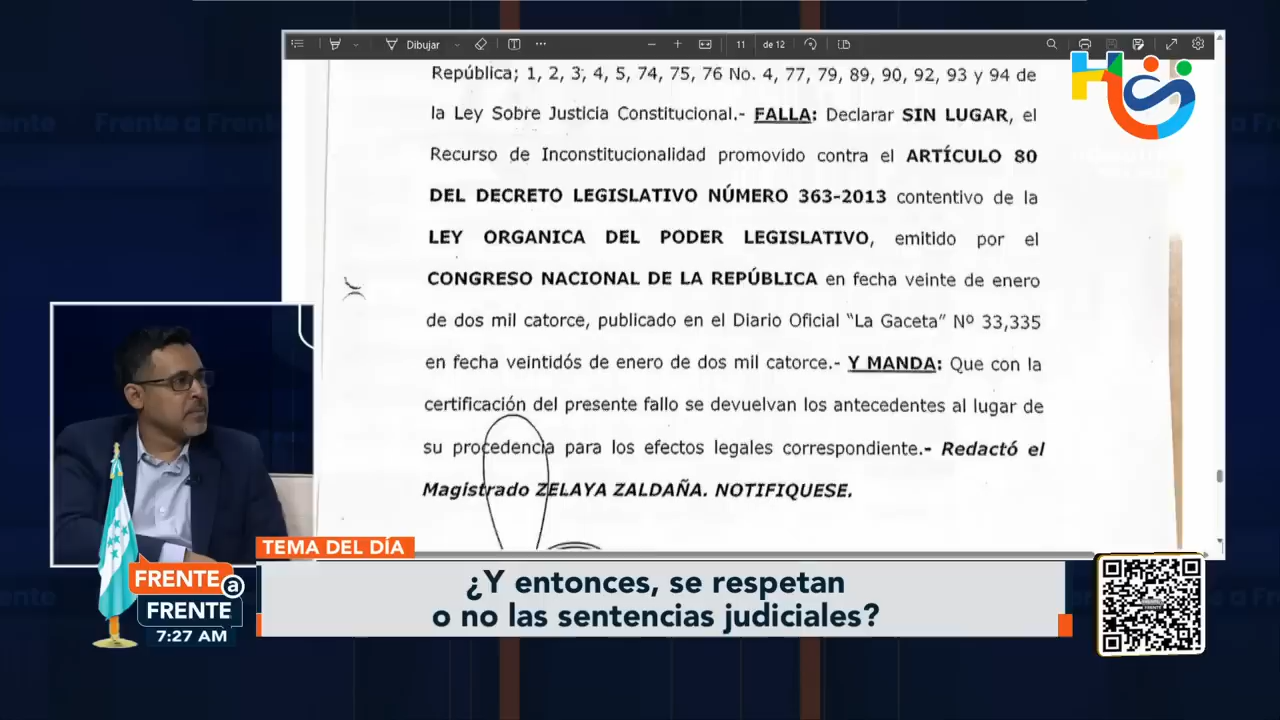 Dibujar
11
de 12
República; 1, 2, 3, 4, 5, 74, 75, 76 No. 4, 77, 79, 89, 90, 92, 93 y 94 de
la Ley Sobre Justicia Constitucional.- FALLA: Declarar SIN LUGAR, el
Recurso de Inconstitucionalidad promovido contra el ARTÍCULO 80
DEL DECRETO LEGISLATIVO NÚMERO 363-2013 contentivo de la
LEY ORGANICA DEL PODER LEGISLATIVO, emitido por el
CONGRESO NACIONAL DE LA REPÚBLICA en fecha veinte de enero
de dos mil catorce, publicado en el Diario Oficial “La Gaceta” Nº 33,335
en fecha veintidós de enero de dos mil catorce.- Y MANDA: Que con la
certificación del presente fallo se devuelvan los antecedentes al lugar de
su procedencia para los efectos legales correspondiente.- Redactó el
Magistrado ZELAYA ZALDAÑA. NOTIFIQUESE.
TEMA DEL DÍA
FRENTE a
FRENTE
7:27 AM
¿Y entonces, se respetan
o no las sentencias judiciales?
Frente a Frente